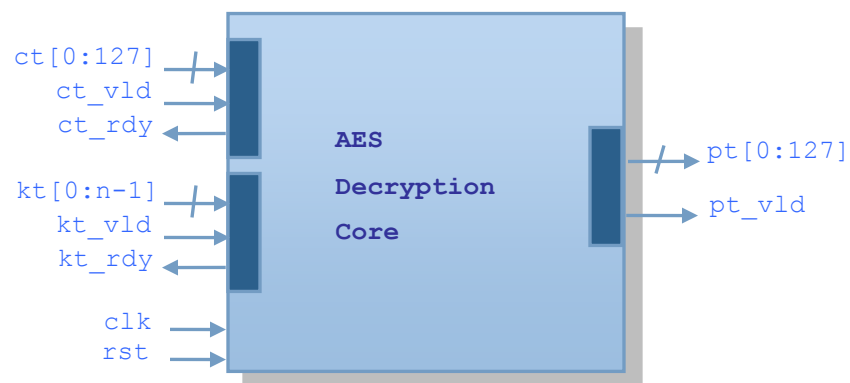 ct[0:127]
ct_vld
ct_rdy
kt[0:n-1]
kt_vld
kt_rdy
clk
rst
AES
Decryption
Core
pt[0:127]
pt_vld